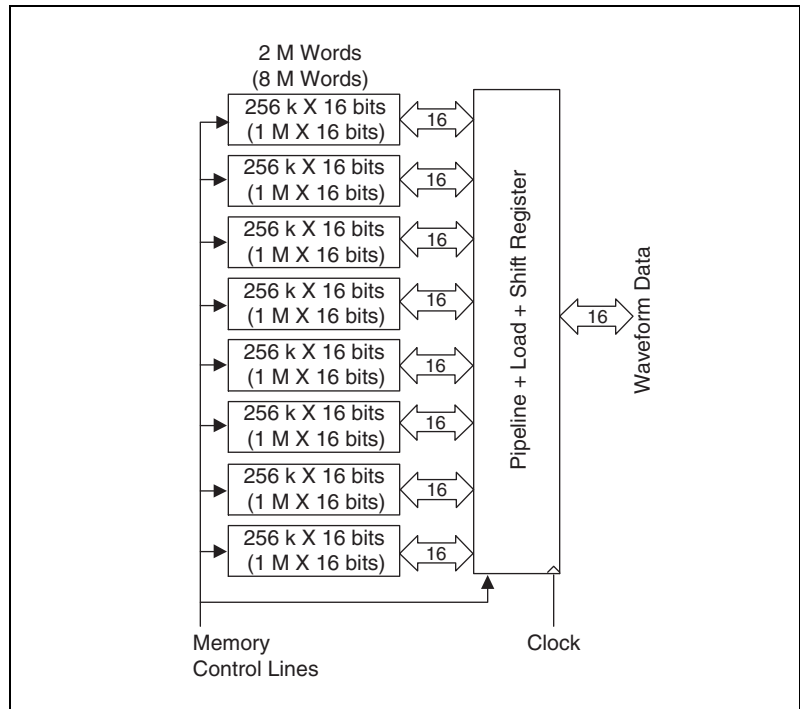 2 M Words
(8 M Words)
256 k X 16 bits
(1 M X 16 bits)
16
256 k X 16 bits
(1 M X 16 bits)
16
256 k X 16 bits
(1 M X 16 bits)
16
256 k X 16 bits
(1 M X 16 bits)
16
256 k X 16 bits
(1 M X 16 bits)
16
256 k X 16 bits
(1 M X 16 bits)
16
256 k X 16 bits
(1 M X 16 bits)
16
256 k X 16 bits
(1 M X 16 bits)
16
Pipeline + Load + Shift Register
16
Waveform Data
Memory
Control Lines
Clock